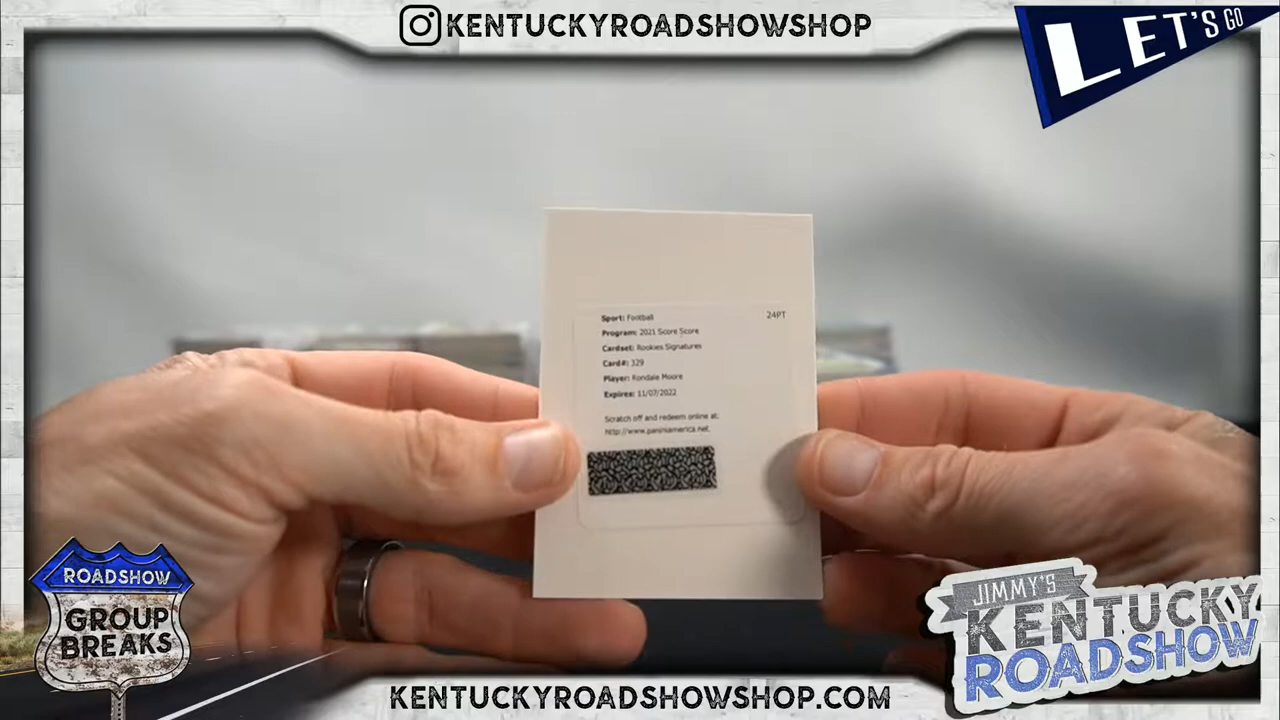 KENTUCKYROADSHOWSHOP
LET'S GO
Sport: Football
24PT
Program: 2021 Score Score
Cardset: Rookies Signatures
Card#: 329
Player: Rondale Moore
Expires: 11/07/2022
Scratch off and redeem online at:
http://www.paniniamerica.net.
ROADSHOW
GROUP
BREAKS
JIMMY'S
KENTUCKY
ROADSHOW
KENTUCKYROADSHOWSHOP.COM